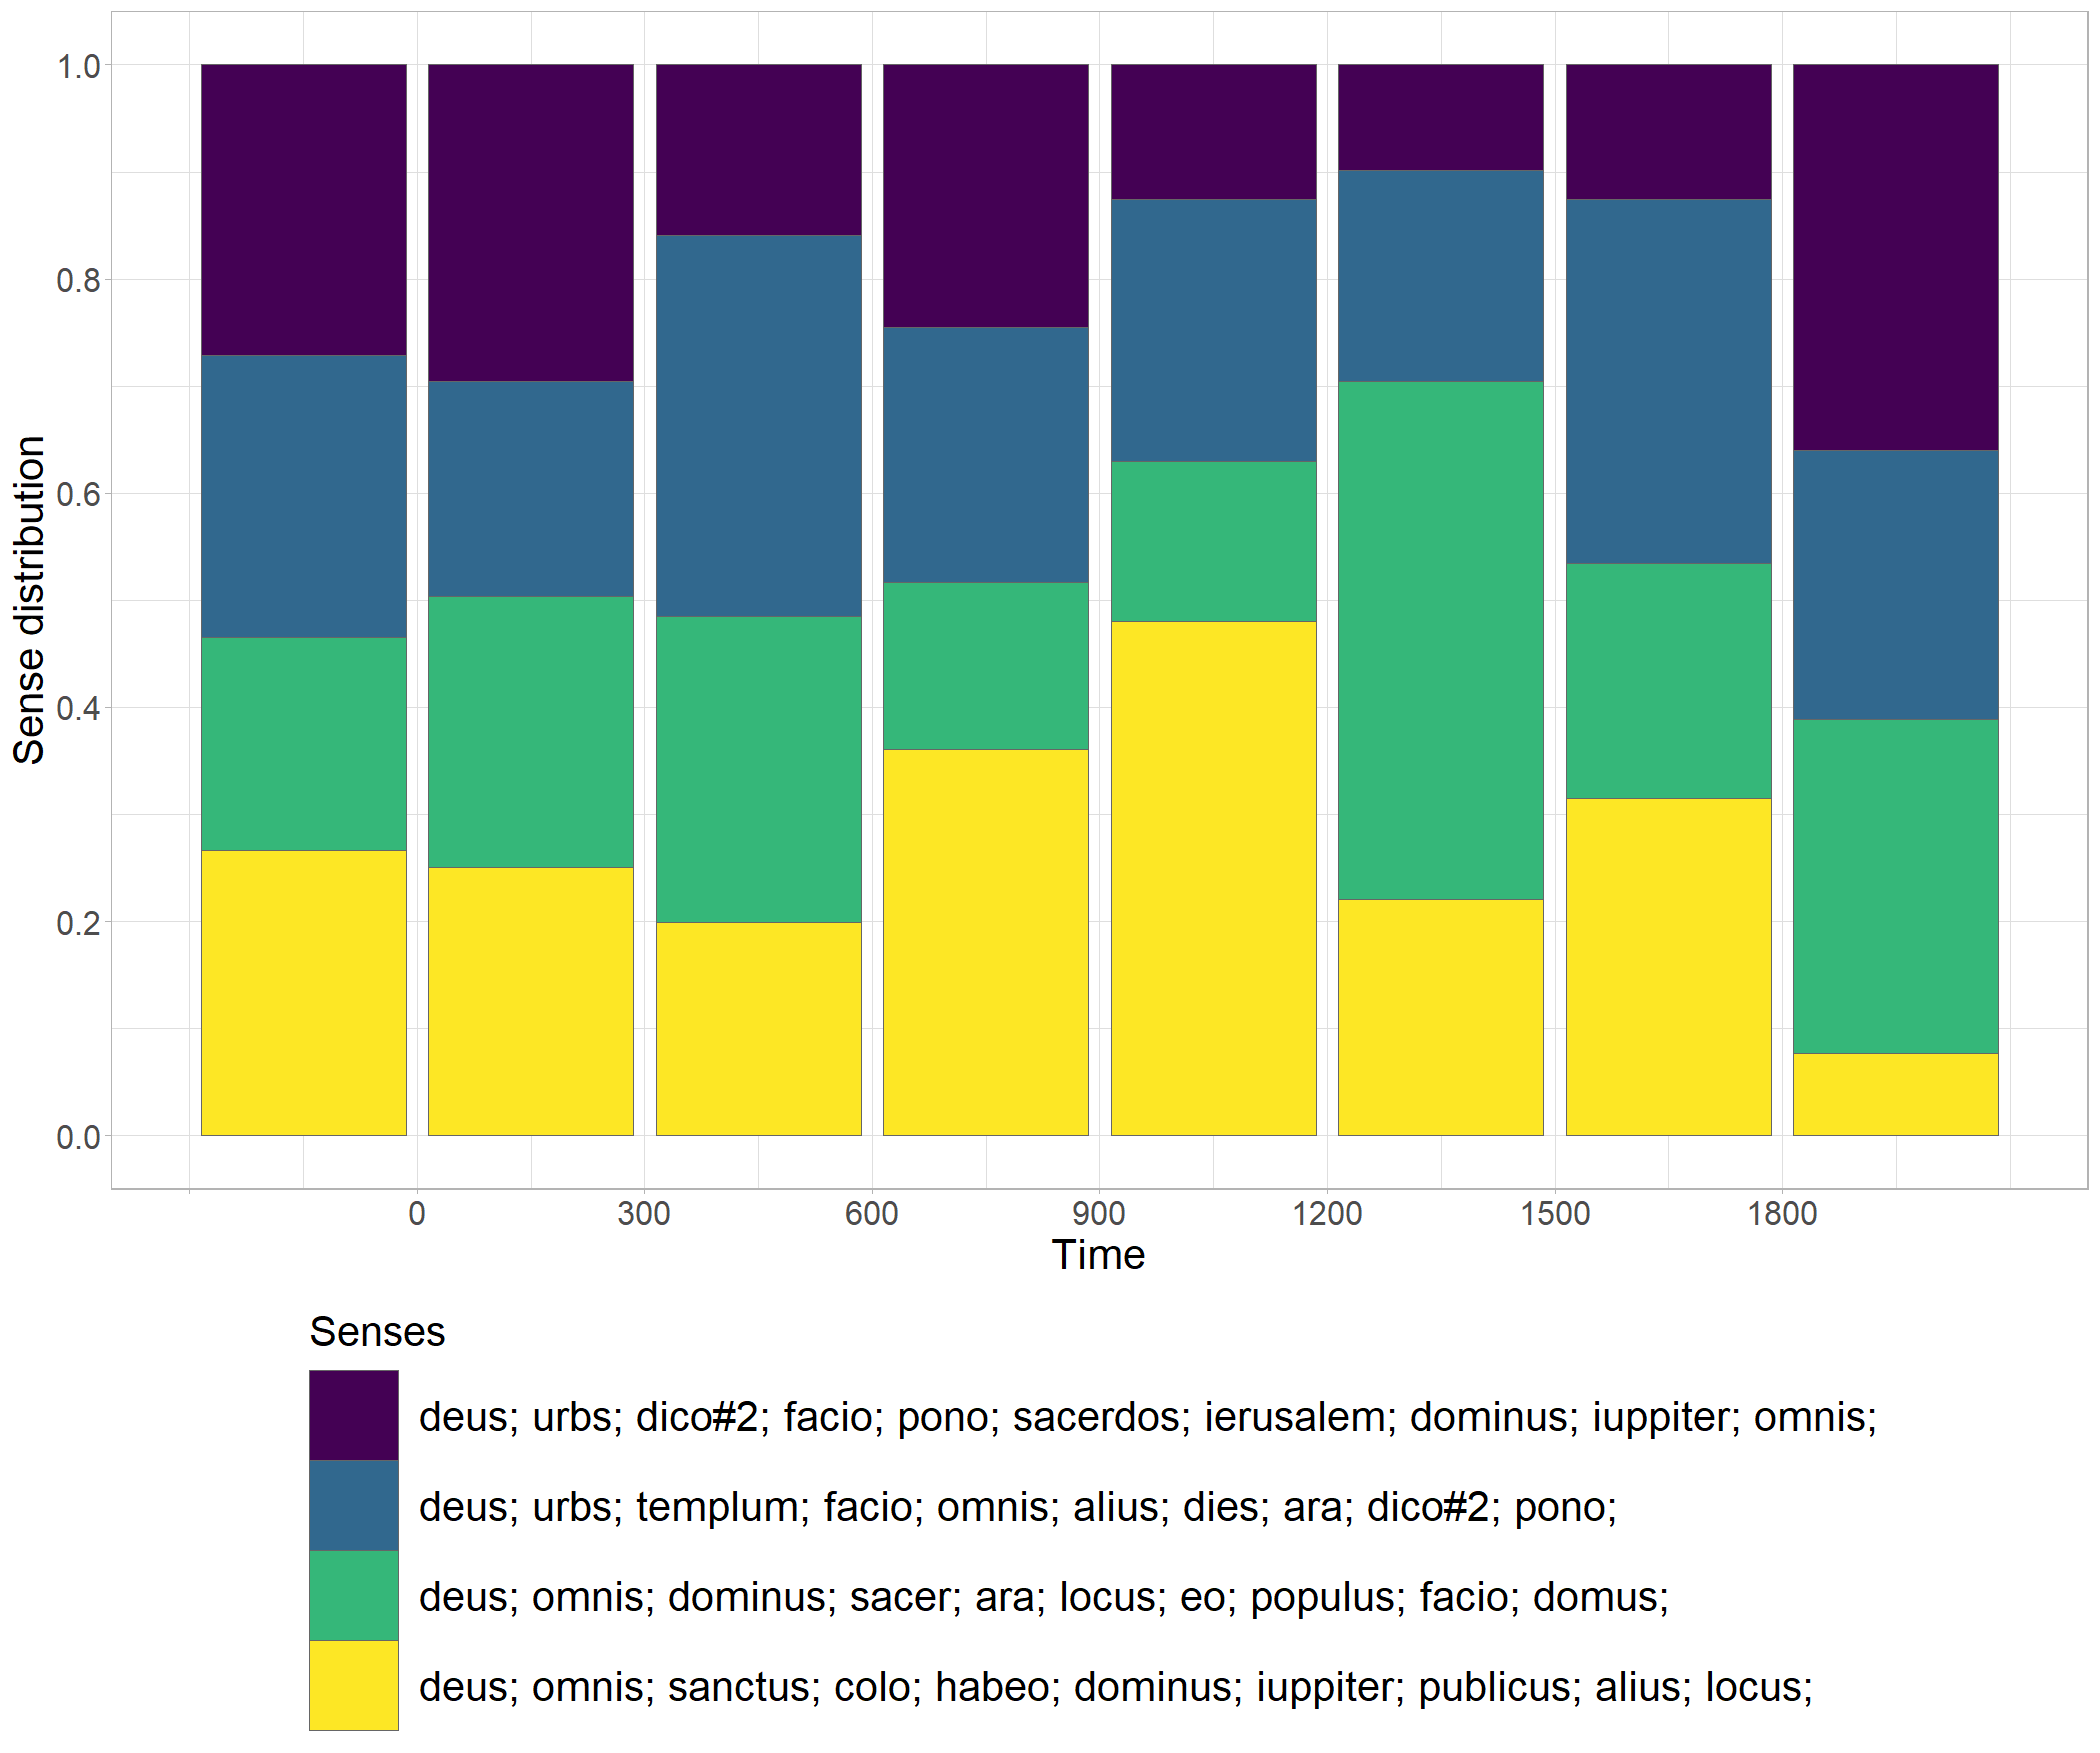 1.0
0.8
0.6
0.4
0.2
0.0
Sense distribution
0 300 600 900 1200 1500 1800
Time
Senses
deus; urbs; dico#2; facio; pono; sacerdos; ierusalem; dominus; iuppiter; omnis;
deus; urbs; templum; facio; omnis; alius; dies; ara; dico#2; pono;
deus; omnis; dominus; sacer; ara; locus; eo; populus; facio; domus;
deus; omnis; sanctus; colo; habeo; dominus; iuppiter; publicus; alius; locus;